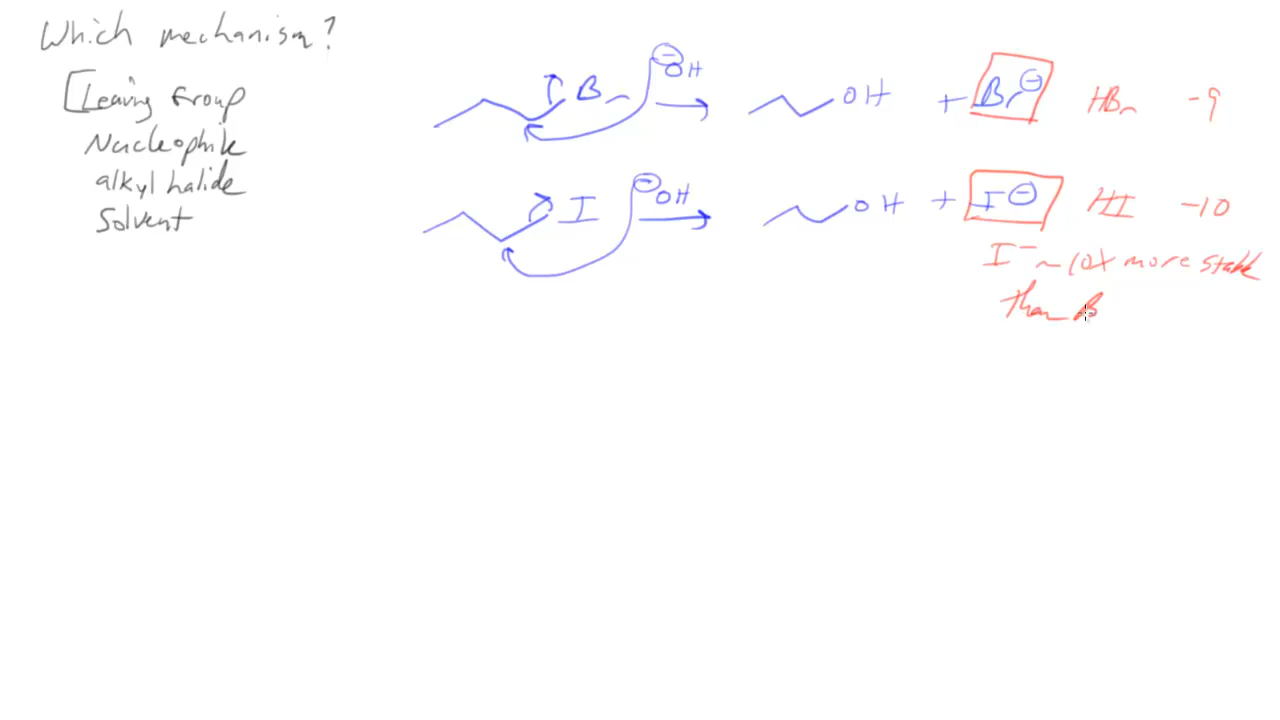 Which mechanism?
[Leaving Group
Nucleophile
alkyl halide
Solvent
Br ⊖OH → OH + Br⊖ HBr -9
I ⊖OH → OH + I⊖ HI -10
I⁻ ~10X more stable
than B